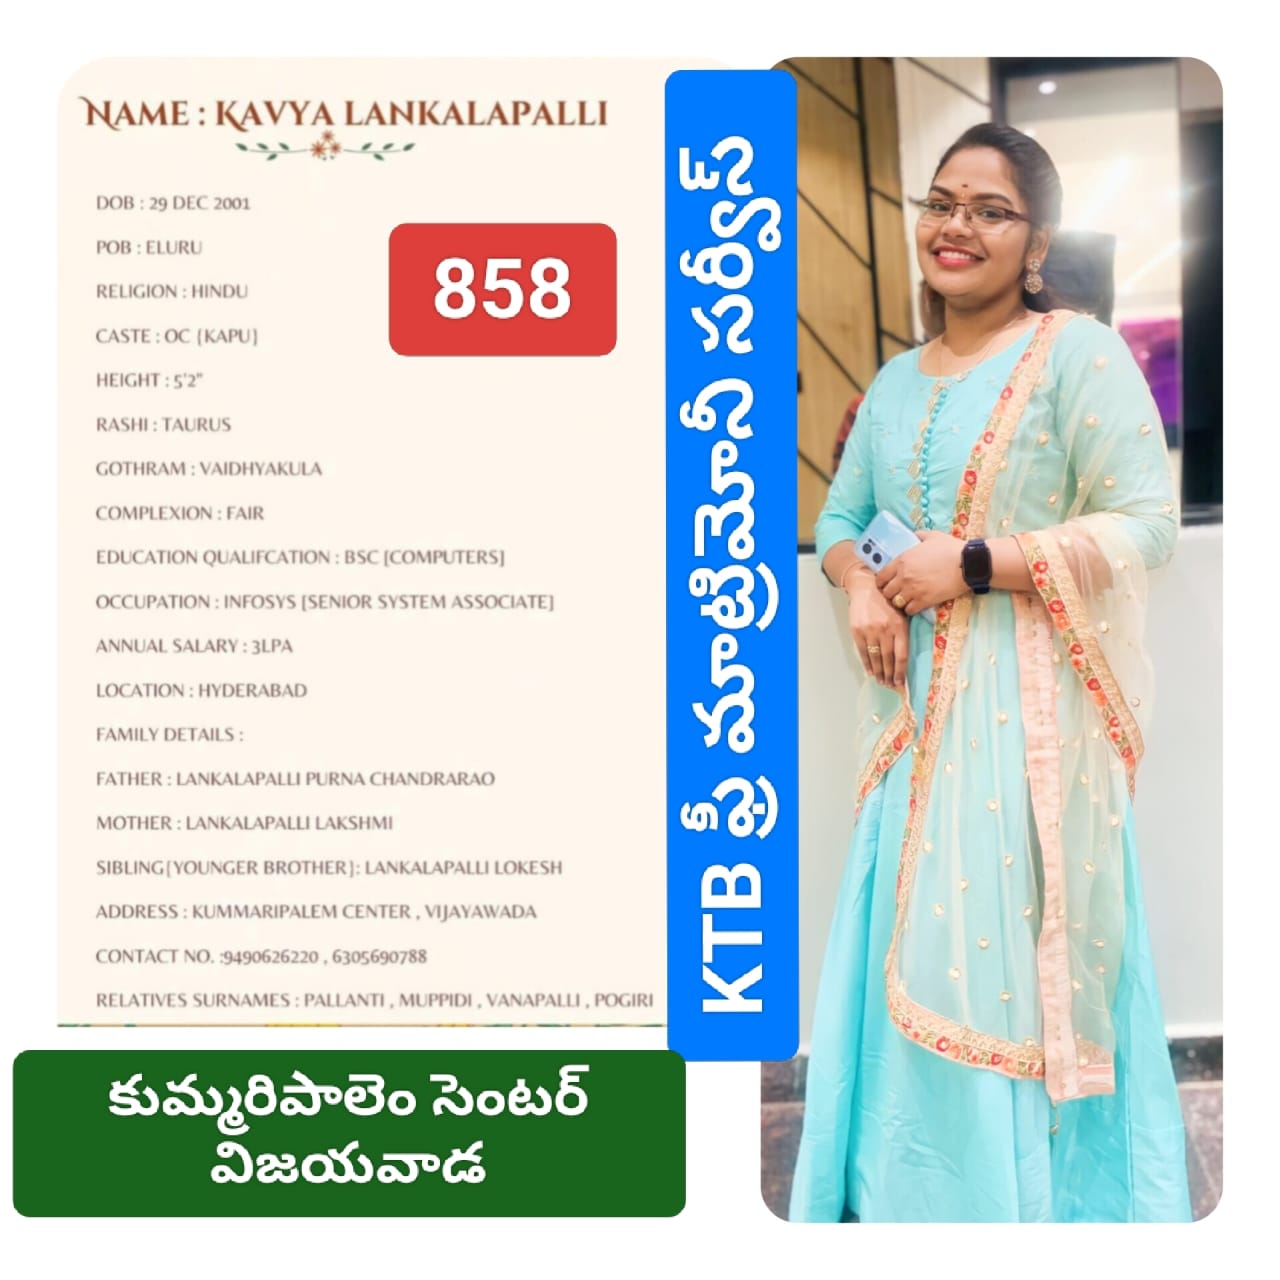 NAME : KAVYA LANKALAPALLI
DOB : 29 DEC 2001
POB : ELURU
RELIGION : HINDU
CASTE : OC {KAPU}
HEIGHT : 5'2"
RASHI : TAURUS
GOTHRAM : VAIDHYAKULA
COMPLEXION : FAIR
EDUCATION QUALIFCATION : BSC [COMPUTERS]
OCCUPATION : INFOSYS [SENIOR SYSTEM ASSOCIATE]
ANNUAL SALARY : 3LPA
LOCATION : HYDERABAD
FAMILY DETAILS :
FATHER : LANKALAPALLI PURNA CHANDRARAO
MOTHER : LANKALAPALLI LAKSHMI
SIBLING{YOUNGER BROTHER}: LANKALAPALLI LOKESH
ADDRESS : KUMMARIPALEM CENTER , VIJAYAWADA
CONTACT NO. :9490626220 , 6305690788
RELATIVES SURNAMES : PALLANTI , MUPPIDI , VANAPALLI , POGIRI
858
KTB ఫ్రీ మ్యాట్రిమోనీ సర్వీస్
కుమ్మరిపాలెం సెంటర్
విజయవాడ